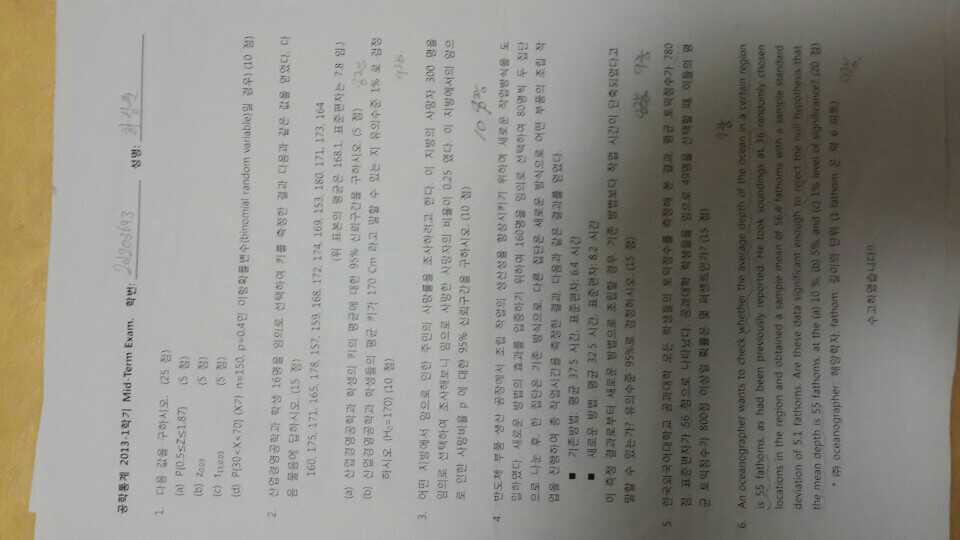 공학통계 2013-1학기 Mid-Term Exam. 학번: 성명:
1. 다음 값을 구하시오. (25 점)
(a) P(0.5≤Z≤1.87) (5 점)
(b) z0.03 (5 점)
(c) (5 점)
(d) P(30<X<70) (X가 n=150, p=0.4인 이항확률변수(binomial random variable)일 경우) (10 점)
2. 산업경영공학과 학생 16명을 임의로 선택하여 키를 측정한 결과 다음과 같은 값을 얻었다. 다
음 물음에 답하시오. (15 점)
160, 175, 171, 165, 178, 157, 159, 168, 172, 174, 169, 153, 180, 171, 173, 164
(위 표본의 평균은 168.1, 표준편차는 7.8 임.)
(a) 산업경영공학과 학생의 키의 평균에 대한 95% 신뢰구간을 구하시오. (5 점)
(b) 산업경영공학과 학생들의 평균 키가 170 Cm 라고 말할 수 있는 지 유의수준 1% 로 검정
하시오. (H₀=170) (10 점)
3. 어떤 지방에서 암으로 인한 주민의 사망률을 조사하려고 한다. 이 지방의 사망자 300 명을
임의로 선택하여 조사해보니 암으로 사망한 사망자의 비율이 0.25 였다. 이 지방에서의 암으
로 인한 사망비율 p 에 대한 95% 신뢰구간을 구하시오. (10 점)
4. 반도체 부품 생산 공장에서 조립 작업의 생산성을 향상시키기 위하여 새로운 작업방식을 도
입하였다. 새로운 방법의 효과를 입증하기 위하여 160명을 임의로 선택하여 80명씩 두 집단
으로 나눈 후, 한 집단은 기존 방식으로, 다른 집단은 새로운 방식으로 어떤 부품의 조립 작
업을 진행하여 총 작업시간을 측정한 결과, 다음과 같은 결과를 얻었다.
■ 기존방법: 평균 37.5 시간, 표준편차: 6.4 시간
■ 새로운 방법: 평균 32.5 시간, 표준편차: 8.2 시간
이 측정 결과로부터 새로운 방법으로 조립할 경우, 기존 방법보다 작업 시간이 단축되었다고
말할 수 있는가? 유의수준 95%로 검정하시오. (15 점)
5. 한국외국어대학교 공과대학 모든 학생들의 토익점수를 측정해 본 결과, 평균 토익점수가 780
점, 표준편차가 56 점으로 나타났다. 공과대학 학생들을 임으로 49명을 선택할 때, 이들의 평
균 토익점수가 800점 이상일 확률은 몇 퍼센트인가? (15 점)
6. An oceanographer wants to check whether the average depth of the ocean in a certain region
is 55 fathoms, as had been previously reported. He took soundings at 36 randomly chosen
locations in the region and obtained a sample mean of 56.4 fathoms with a sample standard
deviation of 5.1 fathoms. Are these data significant enough to reject the null hypothesis that
the mean depth is 55 fathoms, at the (a) 10 %, (b) 5%, and (c) 1% level of significance? (20 점)
* ㈜ oceanographer: 해양학자, fathom: 길이의 단위 (1 fathom 은 약 6 피트)
수고하셨습니다!!